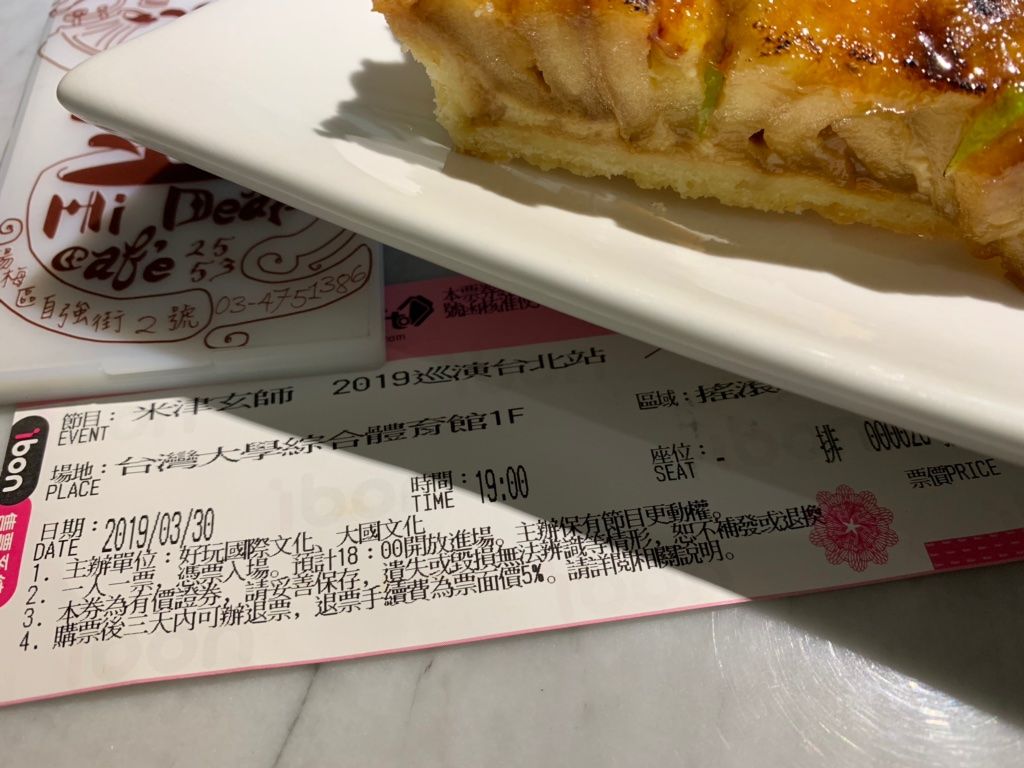 Hi Dear
Café 25
53
03-4751386
楊梅區自強街2號
ibon
節目: 米津玄師 2019巡演台北站
EVENT
區域: 搖滾
場地: 台灣大學綜合體育館1F
PLACE
時間: 19:00
TIME
座位: -
SEAT
排
票價PRICE
日期: 2019/03/30
DATE
1. 主辦單位:好玩國際文化、大國文化
2. 一人一票,憑票入場。預計18:00開放進場。主辦保有節目更動權。
3. 本券為有價證券,請妥善保存,遺失或毀損無法辨識等情形,恕不補發或退換
4. 購票後三天內可辦退票,退票手續費為票面價5%。請詳閱相關說明。